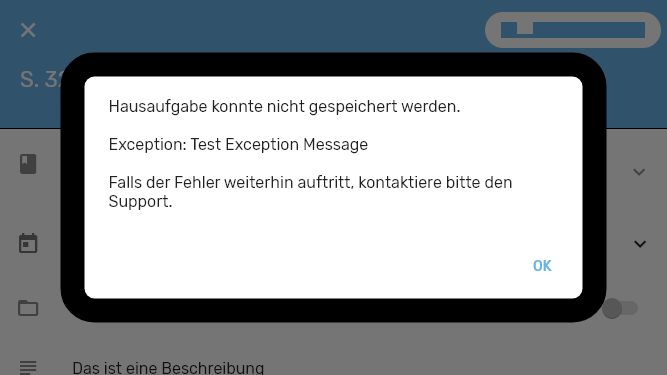 S. 32
Hausaufgabe konnte nicht gespeichert werden.
Exception: Test Exception Message
Falls der Fehler weiterhin auftritt, kontaktiere bitte den
Support.
OK
Das ist eine Beschreibung